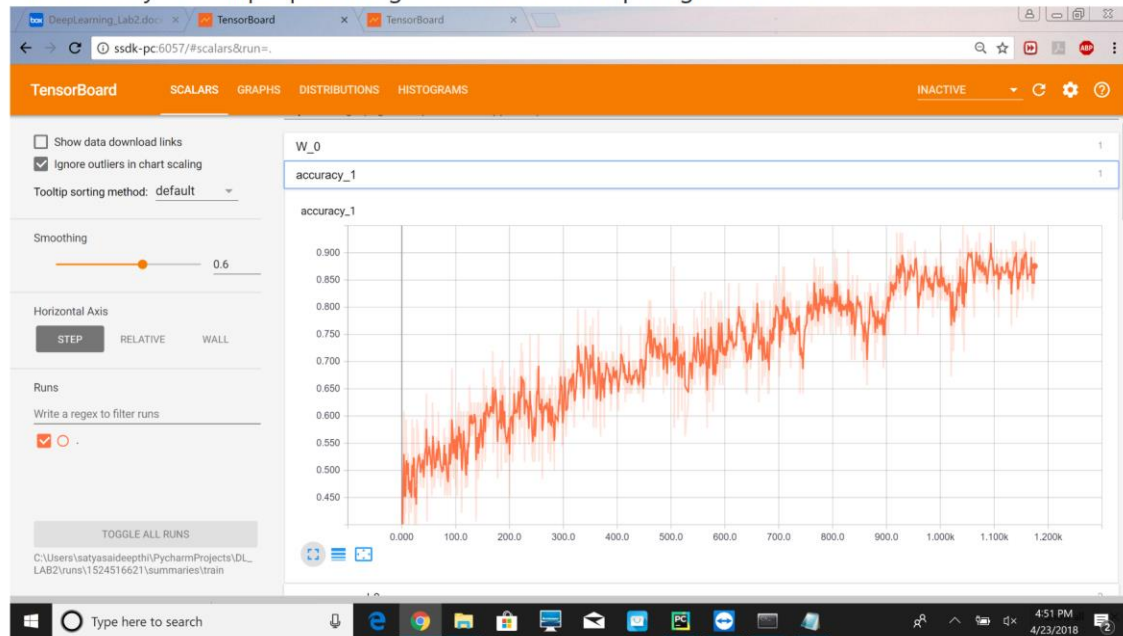 DeepLearning_Lab2.doc
TensorBoard
TensorBoard
ssdk-pc:6057/#scalars&run=.
TensorBoard
SCALARS
GRAPHS
DISTRIBUTIONS
HISTOGRAMS
INACTIVE
Show data download links
Ignore outliers in chart scaling
Tooltip sorting method: default
Smoothing
0.6
Horizontal Axis
STEP
RELATIVE
WALL
Runs
Write a regex to filter runs
.
TOGGLE ALL RUNS
C:\Users\satyasaideepthi\PycharmProjects\DL_
LAB2\runs\1524516621\summaries\train
W_0
1
accuracy_1
1
accuracy_1
0.900
0.850
0.800
0.750
0.700
0.650
0.600
0.550
0.500
0.450
0.000 100.0 200.0 300.0 400.0 500.0 600.0 700.0 800.0 900.0 1.000k 1.100k 1.200k
Type here to search
4:51 PM
4/23/2018